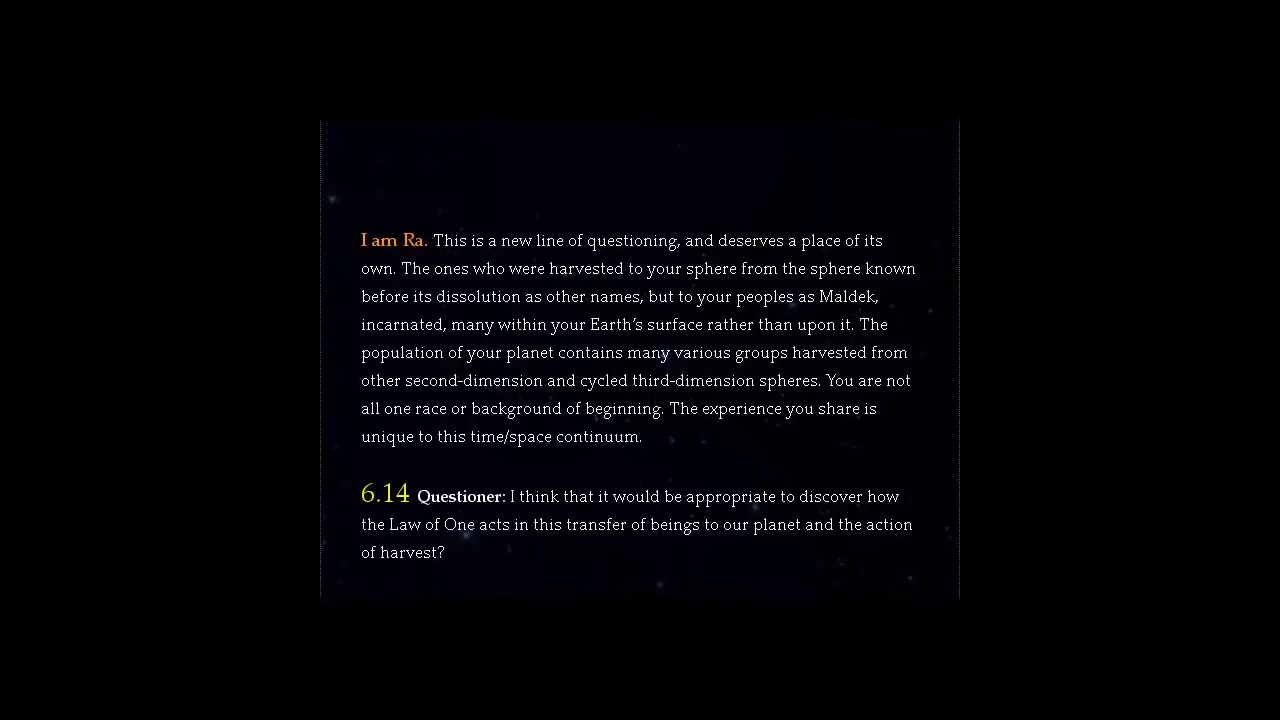 I am Ra. This is a new line of questioning, and deserves a place of its
own. The ones who were harvested to your sphere from the sphere known
before its dissolution as other names, but to your peoples as Maldek,
incarnated, many within your Earth’s surface rather than upon it. The
population of your planet contains many various groups harvested from
other second-dimension and cycled third-dimension spheres. You are not
all one race or background of beginning. The experience you share is
unique to this time/space continuum.
6.14 Questioner: I think that it would be appropriate to discover how
the Law of One acts in this transfer of beings to our planet and the action
of harvest?